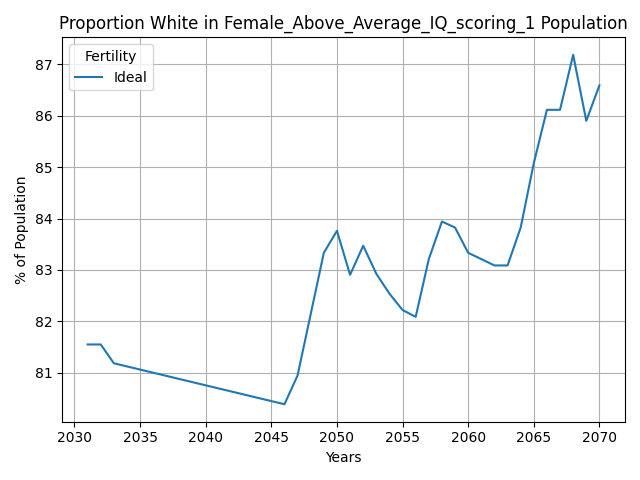 Proportion White in Female_Above_Average_IQ_scoring_1 Population
Fertility
Ideal
87
86
85
84
83
82
81
% of Population
2030 2035 2040 2045 2050 2055 2060 2065 2070
Years